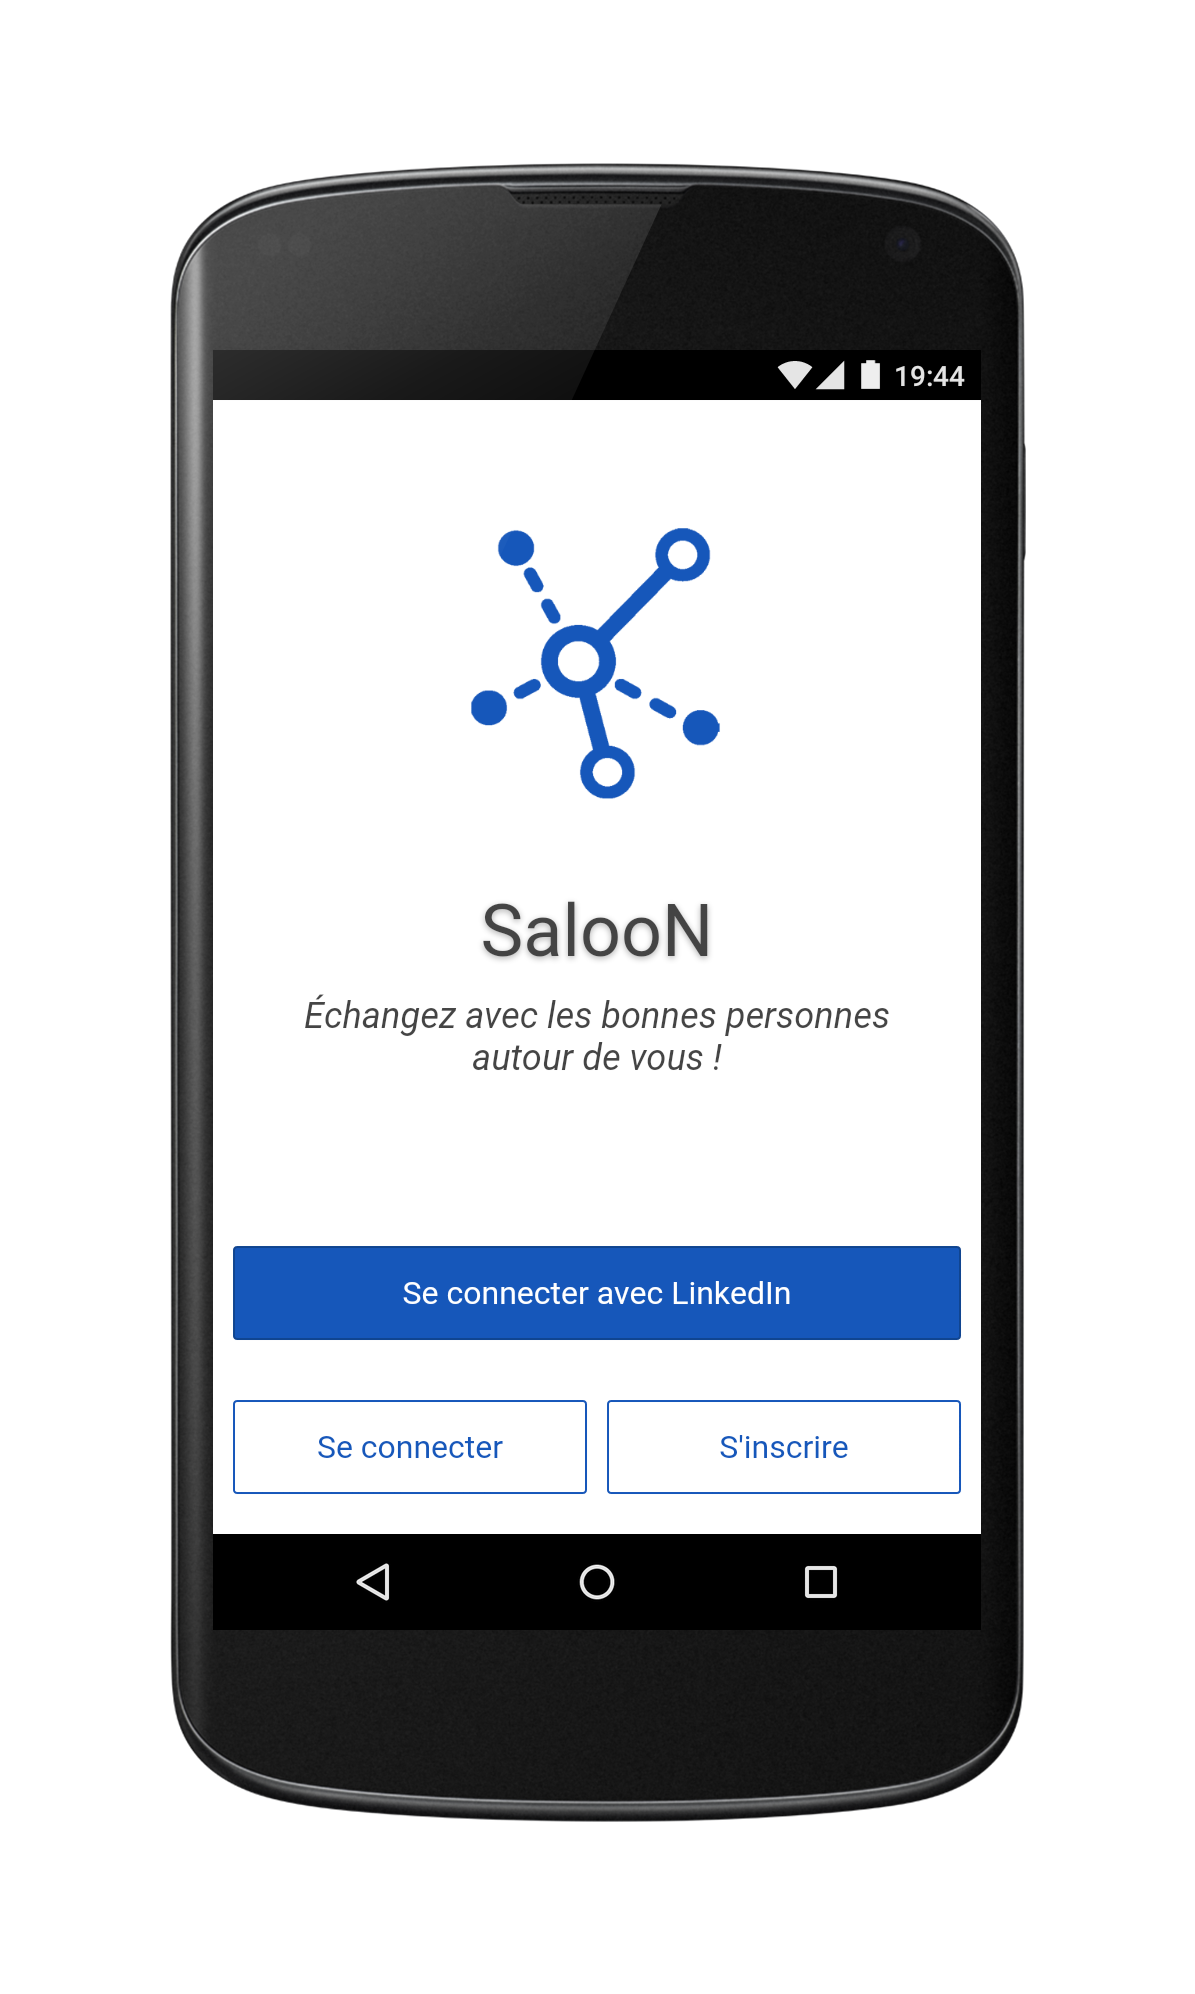 19:44
SalooN
Échangez avec les bonnes personnes
autour de vous !
Se connecter avec LinkedIn
Se connecter
S'inscrire